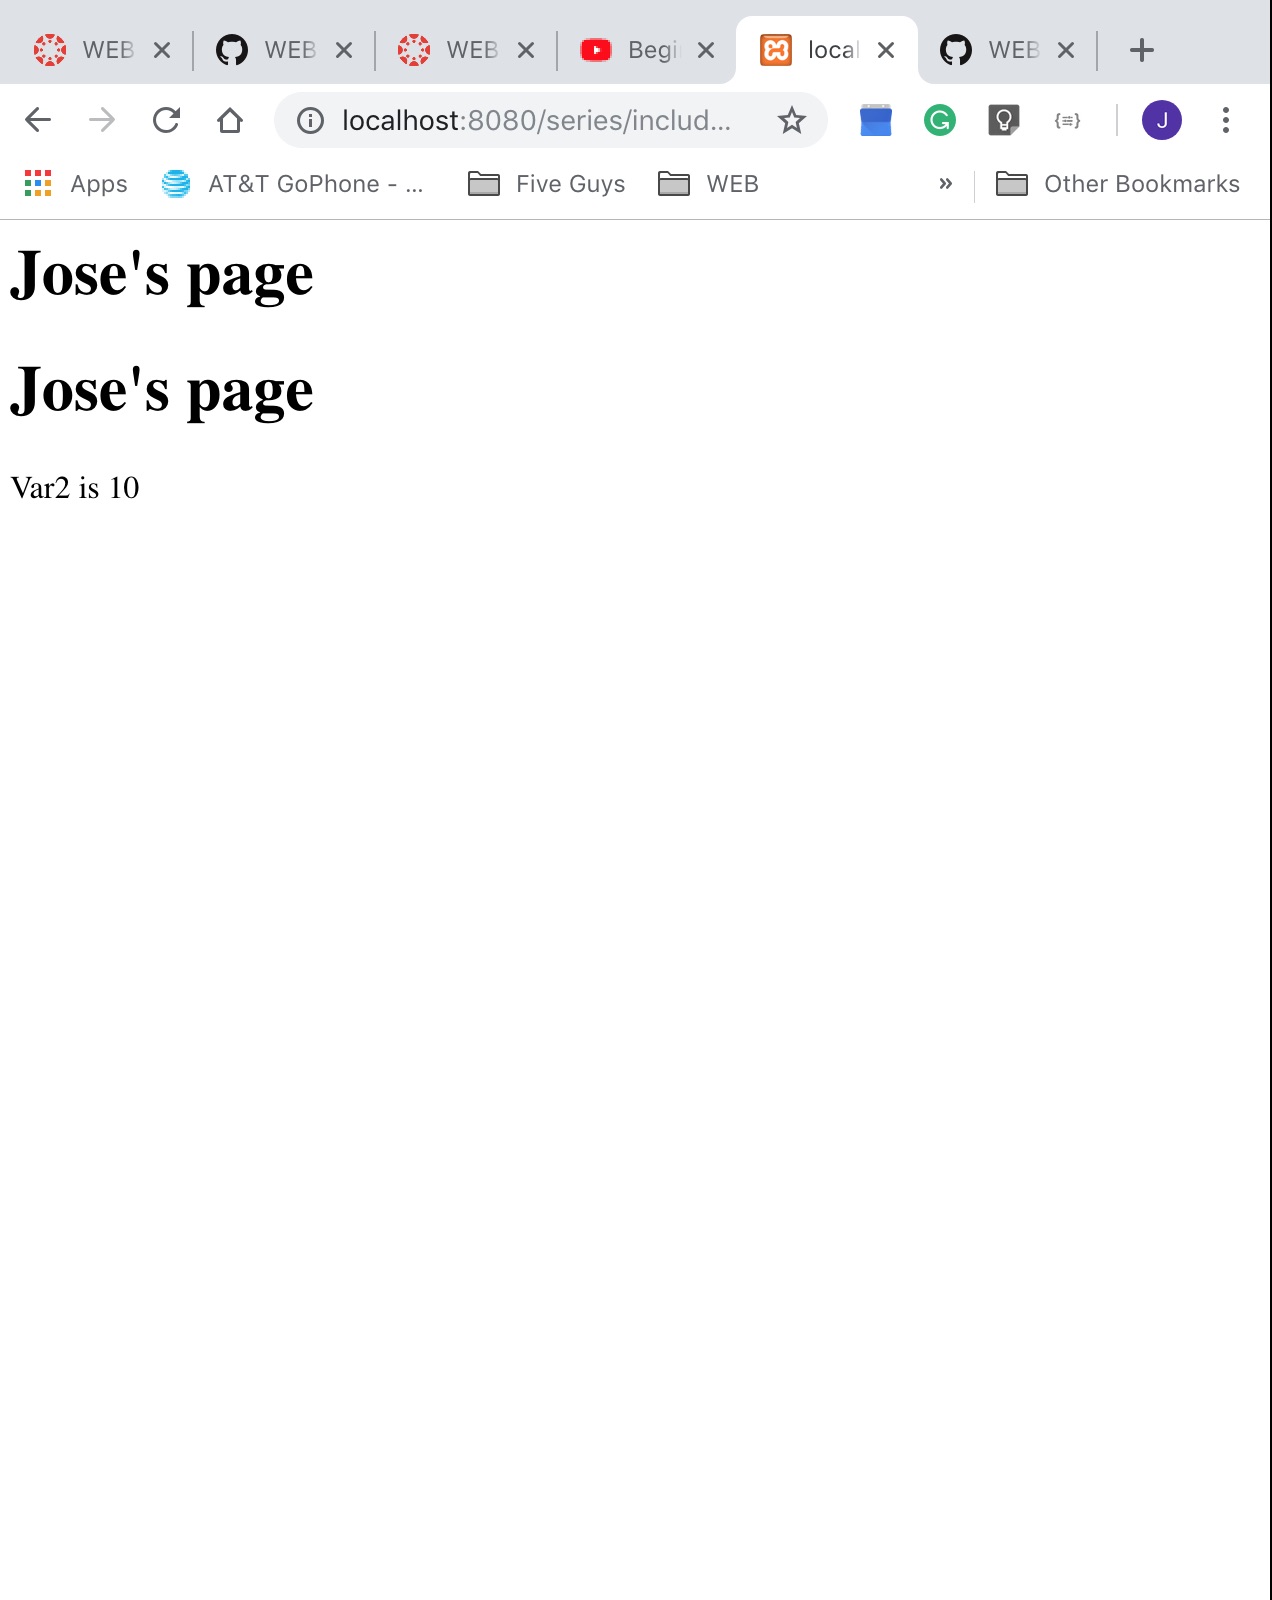 WEB WEB WEB Begi local WEB
localhost:8080/series/includ... J
Apps AT&T GoPhone - ... Five Guys WEB » Other Bookmarks
Jose's page
Jose's page
Var2 is 10